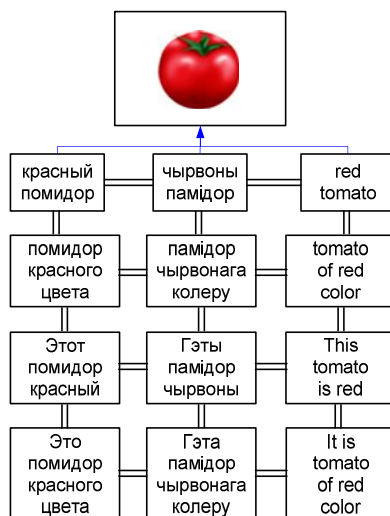 красный
помидор
чырвоны
памідор
red
tomato
помидор
красного
цвета
памідор
чырвонага
колеру
tomato
of red
color
Этот
помидор
красный
Гэты
памідор
чырвоны
This
tomato
is red
Это
помидор
красного
цвета
Гэта
памідор
чырвонага
колеру
It is
tomato
of red
color